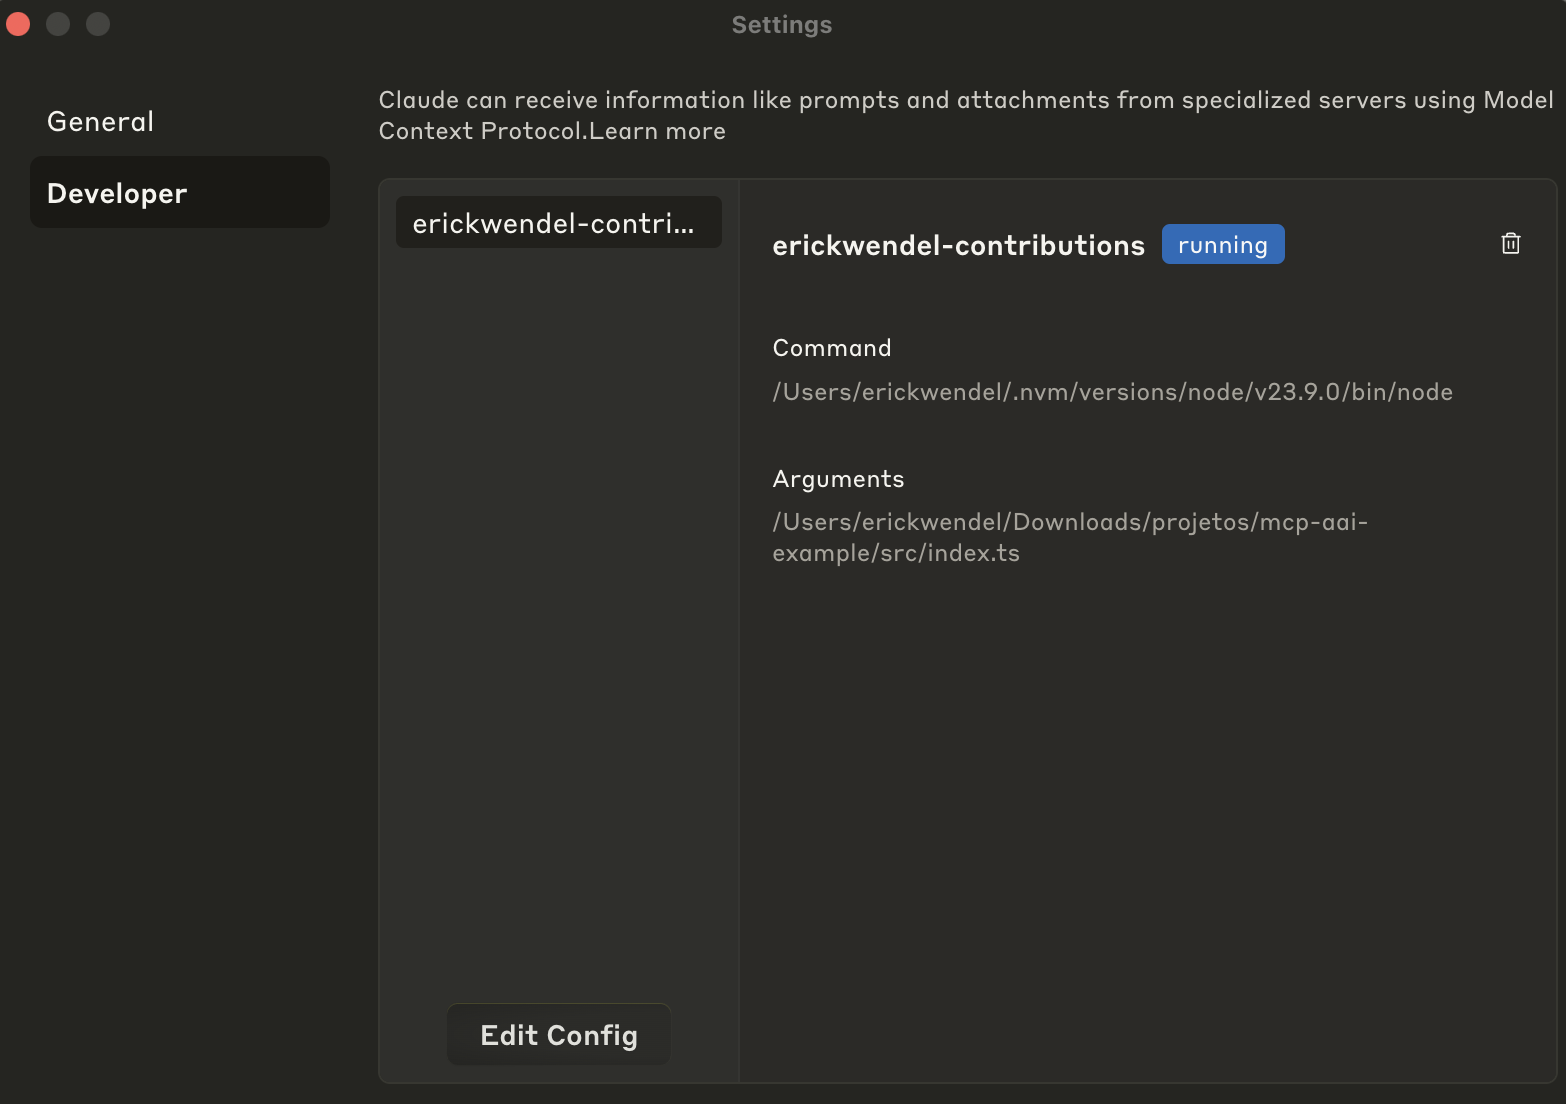 Settings
General
Developer
Claude can receive information like prompts and attachments from specialized servers using Model
Context Protocol.Learn more
erickwendel-contri...
erickwendel-contributions running
Command
/Users/erickwendel/.nvm/versions/node/v23.9.0/bin/node
Arguments
/Users/erickwendel/Downloads/projetos/mcp-aai-
example/src/index.ts
Edit Config